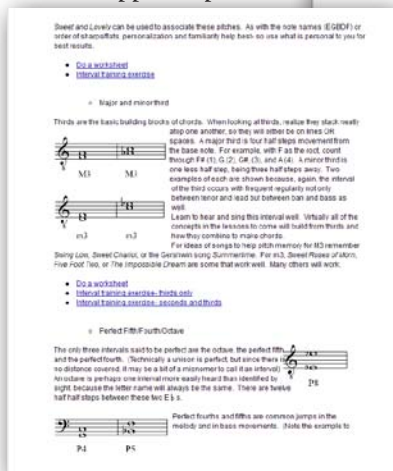 Sweet and Lovely can be used to associate these pitches. As with the note names (EGBDF) or
order of sharps/flats, personalization and familiarity help best- so use what is personal to you for
best results.
Do a worksheet
Interval training exercise
Major and minor third
Thirds are the basic building blocks of chords. When looking at thirds, realize they stack neatly
atop one another, so they will either be on lines OR
spaces. A major third is four half steps movement from
the base note. For example, with F as the root, count
through F# (1), G (2), G#, (3), and A (4). A minor third is
one less half step, being three half steps away. Two
examples of each are shown because, again, the interval
of the third occurs with frequent regularity not only
between tenor and lead but between bari and bass as
well.
M3 M3
m3 m3
Learn to hear and sing this interval well. Virtually all of the
concepts in the lessons to come will build from thirds and
how they combine to make chords.
For ideas of songs to help pitch memory for M3 remember
Swing Low, Sweet Chariot, or the Gershwin song Summertime. For m3, Sweet Roses of Morn,
Five Foot Two, or The Impossible Dream are some that work well. Many others will work.
Do a worksheet
Interval training exercise- thirds only
Interval training exercise- seconds and thirds
Perfect Fifth/Fourth/Octave
The only three intervals said to be perfect are the octave, the perfect fifth
and the perfect fourth. (Technically a unison is perfect, but since there is
no distance covered, it may be a bit of a misnomer to call it an interval)
An octave is perhaps one interval more easily heard than identified by
sight, because the letter name will always be the same. There are twelve
half half steps between these two E♭s.
P8
Perfect fourths and fifths are common jumps in the
melody and in bass movements. (Note the example to
P4 P5